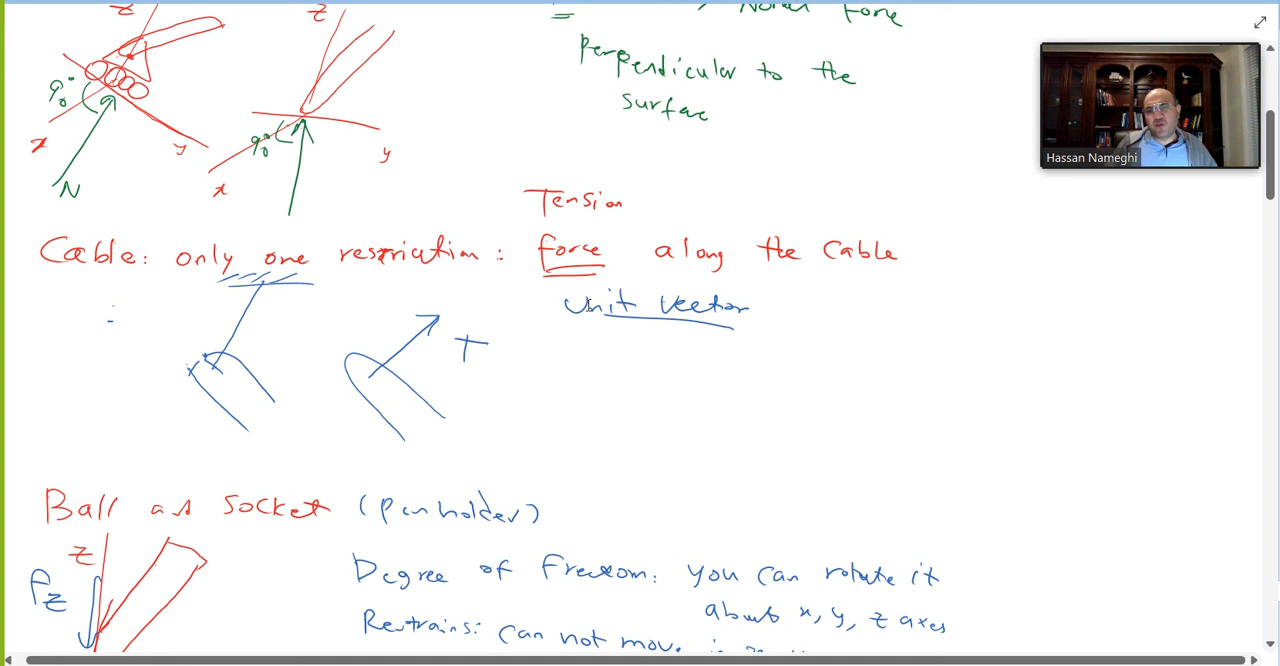 z
z
Normal Force
Perpendicular to the
surface
90°
90°
x
y
N
x
y
Hassan Nameghi
Tension
Cable: only one restriction: force along the cable
unit vector
T
Ball and socket (penholder)
z
Fz
Degree of freedom: you can rotate it
about x, y, z axes
Restrains: can not move